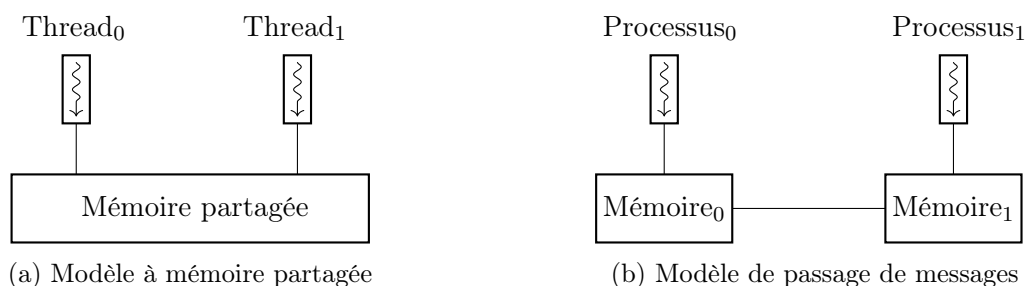 Thread₀ Thread₁ Processus₀ Processus₁
Mémoire partagée Mémoire₀ Mémoire₁
(a) Modèle à mémoire partagée (b) Modèle de passage de messages